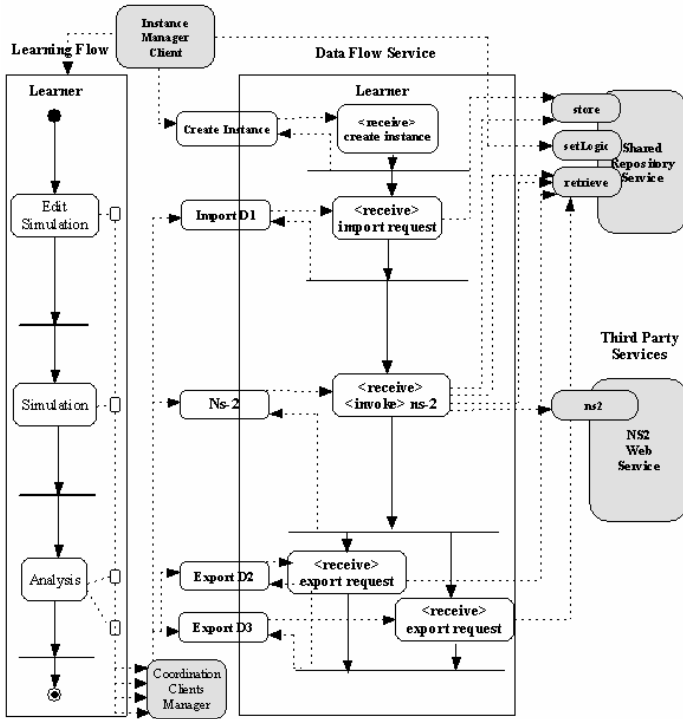 Instance
Manager
Client
Learning Flow
Data Flow Service
Learner
Learner
Create Instance
<receive>
create instance
store
setLogic
Shared
Repository
Service
retrieve
Edit
Simulation
Import D1
<receive>
import request
Third Party
Services
Simulation
Ns-2
<receive>
<invoke> ns-2
ns2
NS2
Web
Service
Analysis
Export D2
<receive>
export request
Export D3
<receive>
export request
Coordination
Clients
Manager